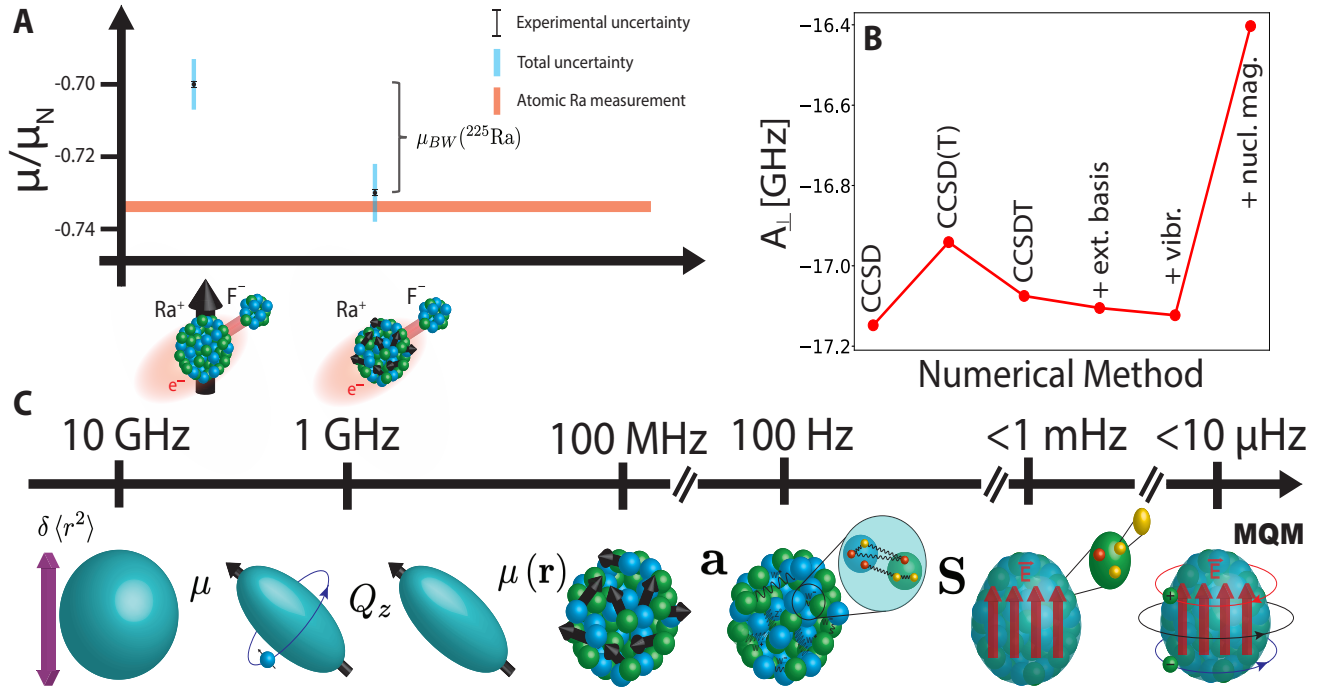 A
Experimental uncertainty
Total uncertainty
Atomic Ra measurement
μ/μN
-0.70
-0.72
-0.74
μBW(²²⁵Ra)
Ra⁺
F⁻
e⁻
Ra⁺
F⁻
e⁻
B
A⊥ [GHz]
−16.4
−16.6
−16.8
−17.0
−17.2
CCSD
CCSD(T)
CCSDT
+ ext. basis
+ vibr.
+ nucl. mag.
Numerical Method
C
10 GHz
1 GHz
100 MHz
100 Hz
<1 mHz
<10 μHz
δ⟨r²⟩
μ
Qz
μ(r)
a
S
E
MQM
E
+
−